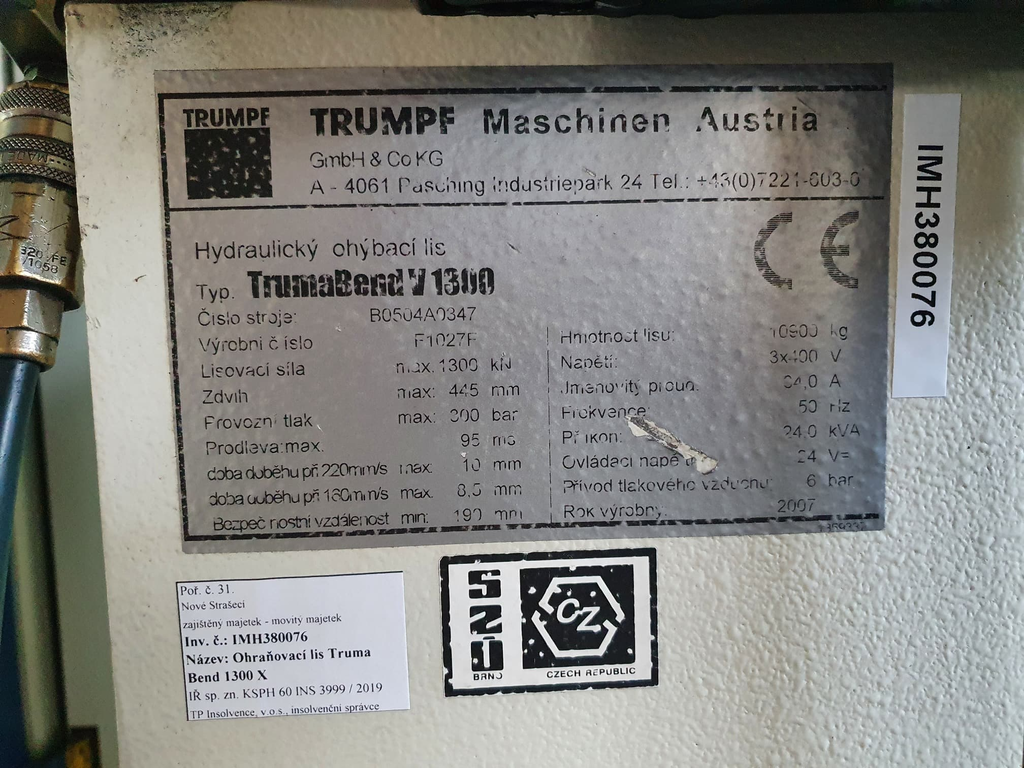 TRUMPF
TRUMPF Maschinen Austria
GmbH & Co KG
A - 4061 Pasching Industriepark 24 Tel.: +43(0)7221-603-0
Hydraulický ohýbací lis
Typ. TrumaBend V 1300
Číslo stroje: B0504A0347
Výrobní číslo F1027F
Lisovací síla max. 1300 kN
Zdvih max: 445 mm
Provozní tlak max: 300 bar
Prodleva:max. 95 ms
doba doběhu při 220mm/s max: 10 mm
doba doběhu při 160mm/s max. 8,5 mm
Bezpečnostní vzdálenost min: 190 mm
Hmotnost lisu: 10900 kg
Napětí: 3x400 V
Jmenovitý proud: A
Frekvence: 50 Hz
Příkon: 24,0 kVA
Ovládací napětí 24 V=
Přívod tlakového vzduchu: 6 bar
Rok výroby: 2007
CE
IMH380076
320
FE
1058
Poř. č. 31.
Nové Strašecí
zajištěný majetek - movitý majetek
Inv. č.: IMH380076
Název: Ohraňovací lis Truma
Bend 1300 X
IŘ sp. zn. KSPH 60 INS 3999 / 2019
TP Insolvence, v.o.s., insolvenční správce
SZÚ
BRNO
CZ
CZECH REPUBLIC